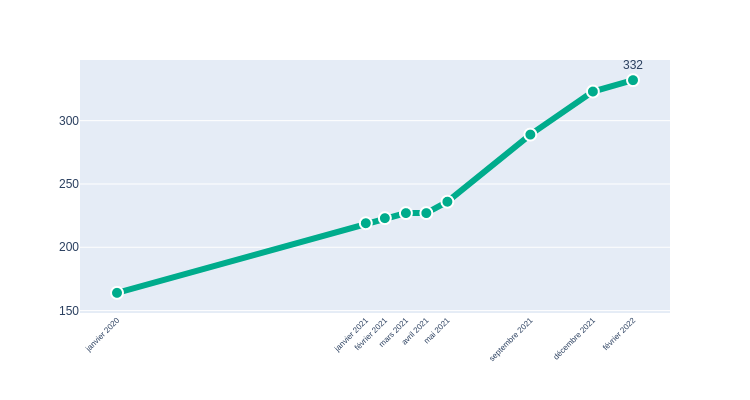 332
300
250
200
150
janvier 2020
janvier 2021
février 2021
mars 2021
avril 2021
mai 2021
septembre 2021
décembre 2021
février 2022